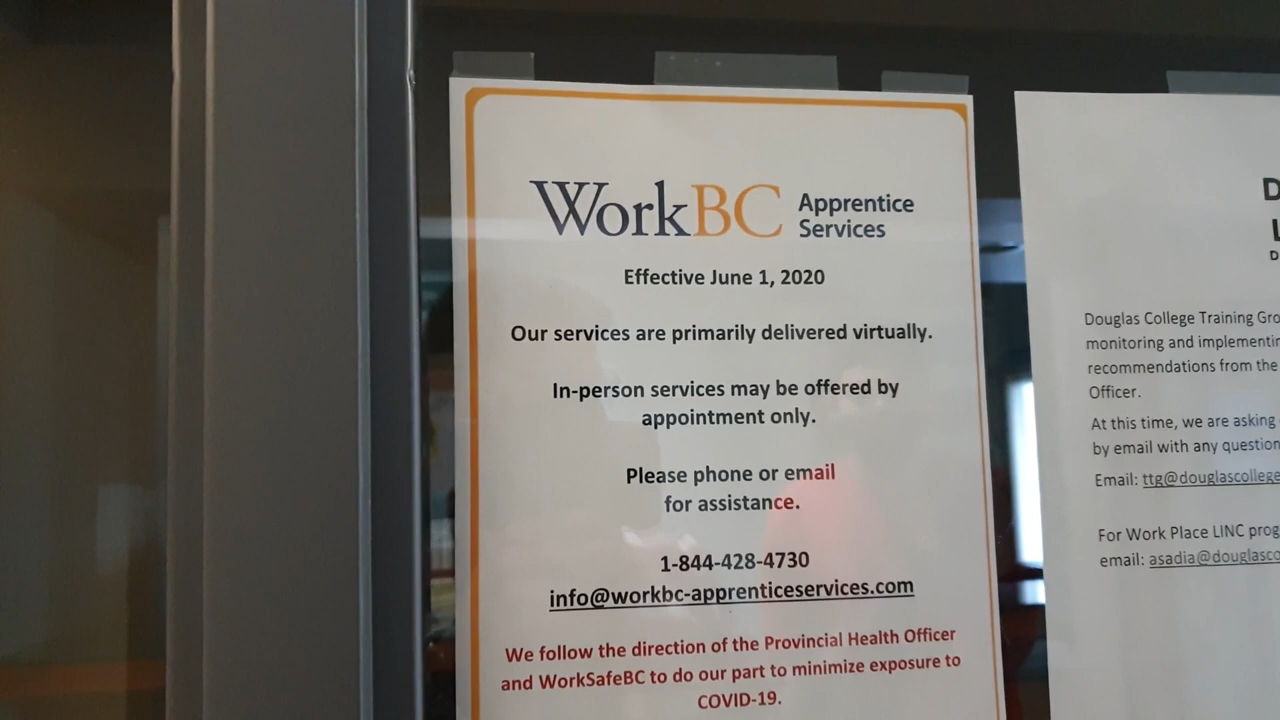 WorkBC Apprentice
Services
Effective June 1, 2020
Our services are primarily delivered virtually.
In-person services may be offered by
appointment only.
Please phone or email
for assistance.
1-844-428-4730
info@workbc-apprenticeservices.com
We follow the direction of the Provincial Health Officer
and WorkSafeBC to do our part to minimize exposure to
COVID-19.
D
L
D
Douglas College Training Gro
monitoring and implementin
recommendations from the
Officer.
At this time, we are asking
by email with any question
Email: ttg@douglascollege
For Work Place LINC prog
email: asadia@douglasco